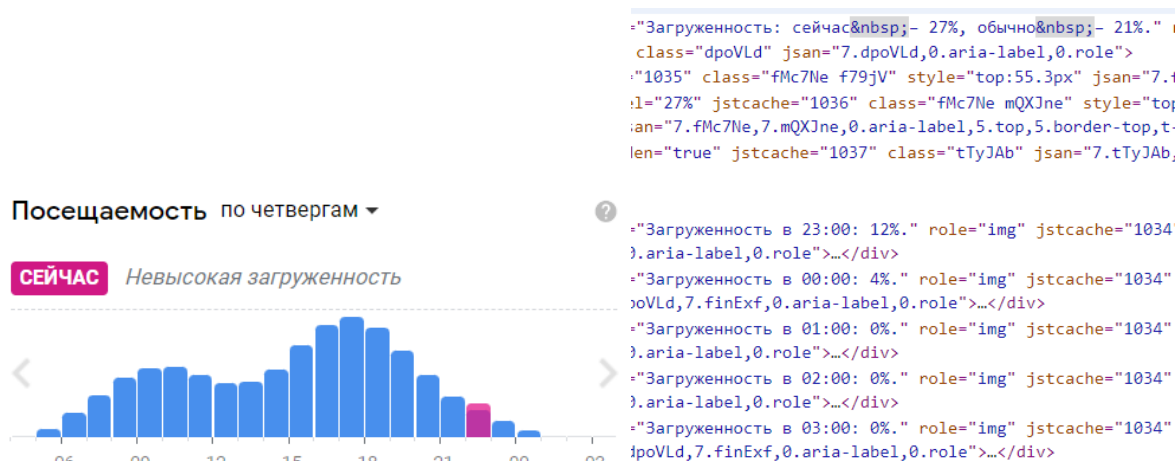 ="Загруженность: сейчас&nbsp;– 27%, обычно&nbsp;– 21%."
class="dpoVLd" jsan="7.dpoVLd,0.aria-label,0.role">
"1035" class="fMc7Ne f79jV" style="top:55.3px" jsan="7.f
el="27%" jstcache="1036" class="fMc7Ne mQXJne" style="top
san="7.fMc7Ne,7.mQXJne,0.aria-label,5.top,5.border-top,t-
len="true" jstcache="1037" class="tTyJAb" jsan="7.tTyJAb,
Посещаемость по четвергам
СЕЙЧАС Невысокая загруженность
06 09 12 15 18 21 00 03
="Загруженность в 23:00: 12%." role="img" jstcache="1034"
0.aria-label,0.role">…</div>
="Загруженность в 00:00: 4%." role="img" jstcache="1034"
poVLd,7.finExf,0.aria-label,0.role">…</div>
="Загруженность в 01:00: 0%." role="img" jstcache="1034"
0.aria-label,0.role">…</div>
="Загруженность в 02:00: 0%." role="img" jstcache="1034"
0.aria-label,0.role">…</div>
="Загруженность в 03:00: 0%." role="img" jstcache="1034"
dpoVLd,7.finExf,0.aria-label,0.role">…</div>